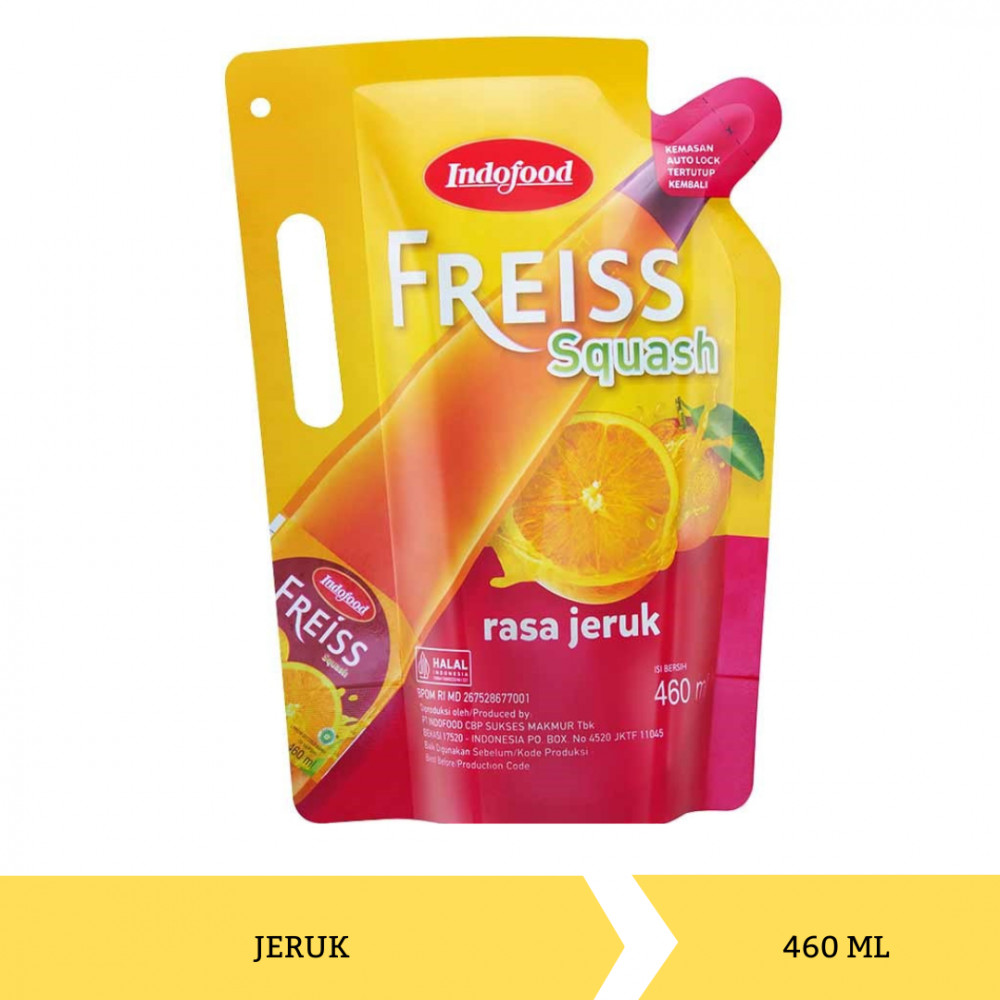 KEMASAN
AUTO LOCK
TERTUTUP
KEMBALI
Indofood
FREISS
Squash
rasa jeruk
Indofood
FREISS
Squash
460 ml
HALAL
INDONESIA
ISI BERSIH
460 ml
BPOM RI MD 267528677001
Diproduksi oleh/Produced by
PT INDOFOOD CBP SUKSES MAKMUR Tbk
BEKASI 17520 - INDONESIA PO. BOX. No 4520 JKTF 11045
Baik Digunakan Sebelum/Kode Produksi
Best Before/Production Code
JERUK
460 ML